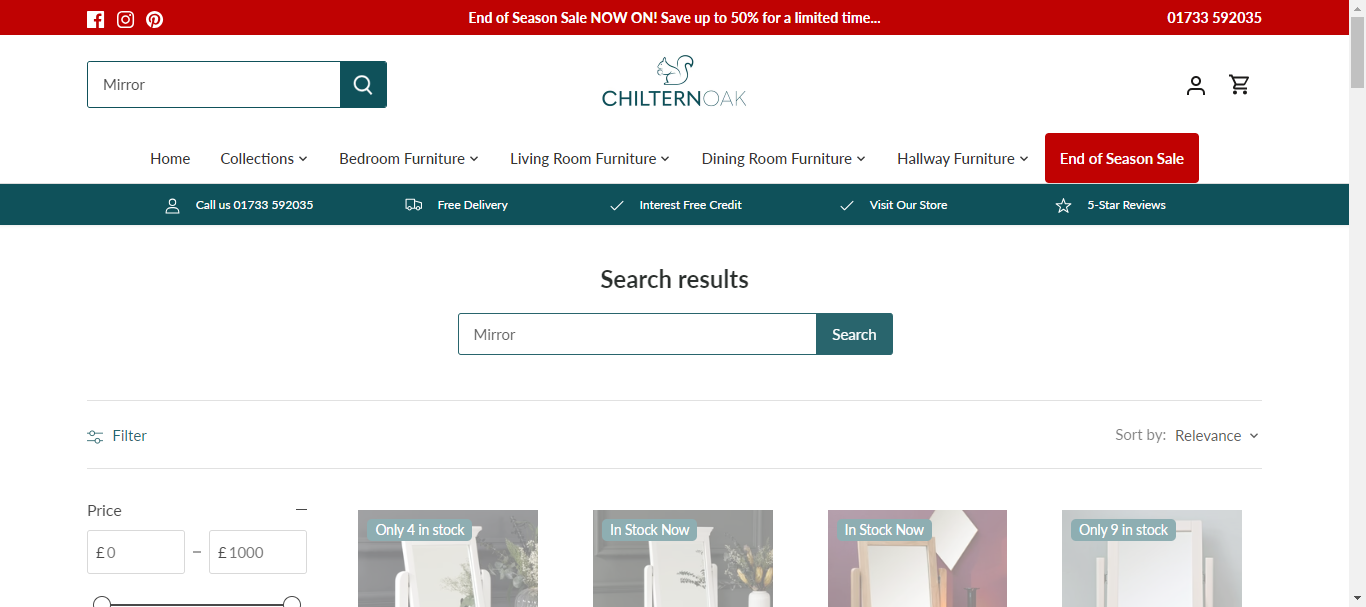 End of Season Sale NOW ON! Save up to 50% for a limited time...
01733 592035
Mirror
CHILTERNOAK
Home
Collections
Bedroom Furniture
Living Room Furniture
Dining Room Furniture
Hallway Furniture
End of Season Sale
Call us 01733 592035
Free Delivery
Interest Free Credit
Visit Our Store
5-Star Reviews
Search results
Mirror
Search
Filter
Sort by: Relevance
Price
£0 – £1000
Only 4 in stock
In Stock Now
In Stock Now
Only 9 in stock